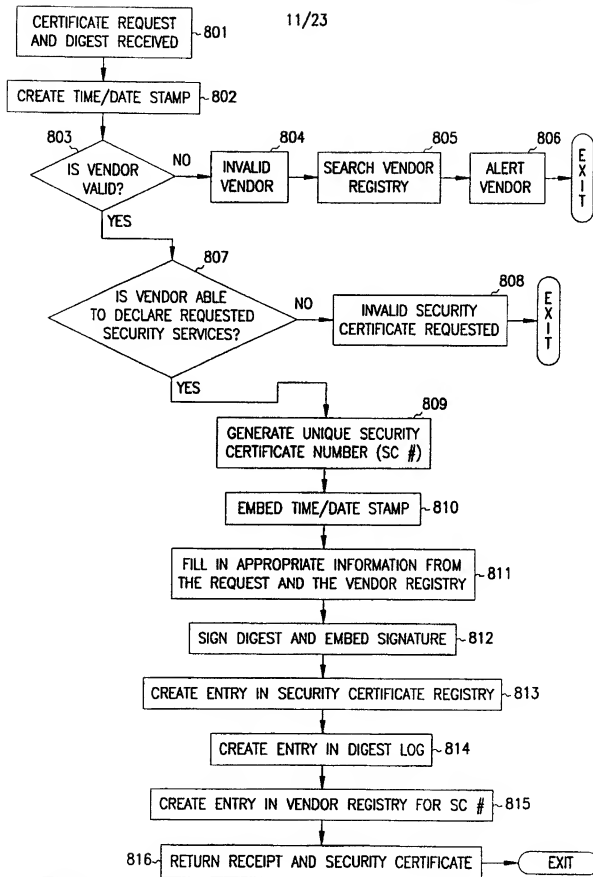 11/23
CERTIFICATE REQUEST
AND DIGEST RECEIVED
801
CREATE TIME/DATE STAMP
802
803
IS VENDOR
VALID?
NO
804
INVALID
VENDOR
805
SEARCH VENDOR
REGISTRY
806
ALERT
VENDOR
EXIT
YES
807
IS VENDOR ABLE
TO DECLARE REQUESTED
SECURITY SERVICES?
NO
808
INVALID SECURITY
CERTIFICATE REQUESTED
EXIT
YES
809
GENERATE UNIQUE SECURITY
CERTIFICATE NUMBER (SC #)
EMBED TIME/DATE STAMP
810
FILL IN APPROPRIATE INFORMATION FROM
THE REQUEST AND THE VENDOR REGISTRY
811
SIGN DIGEST AND EMBED SIGNATURE
812
CREATE ENTRY IN SECURITY CERTIFICATE REGISTRY
813
CREATE ENTRY IN DIGEST LOG
814
CREATE ENTRY IN VENDOR REGISTRY FOR SC #
815
816
RETURN RECEIPT AND SECURITY CERTIFICATE
EXIT